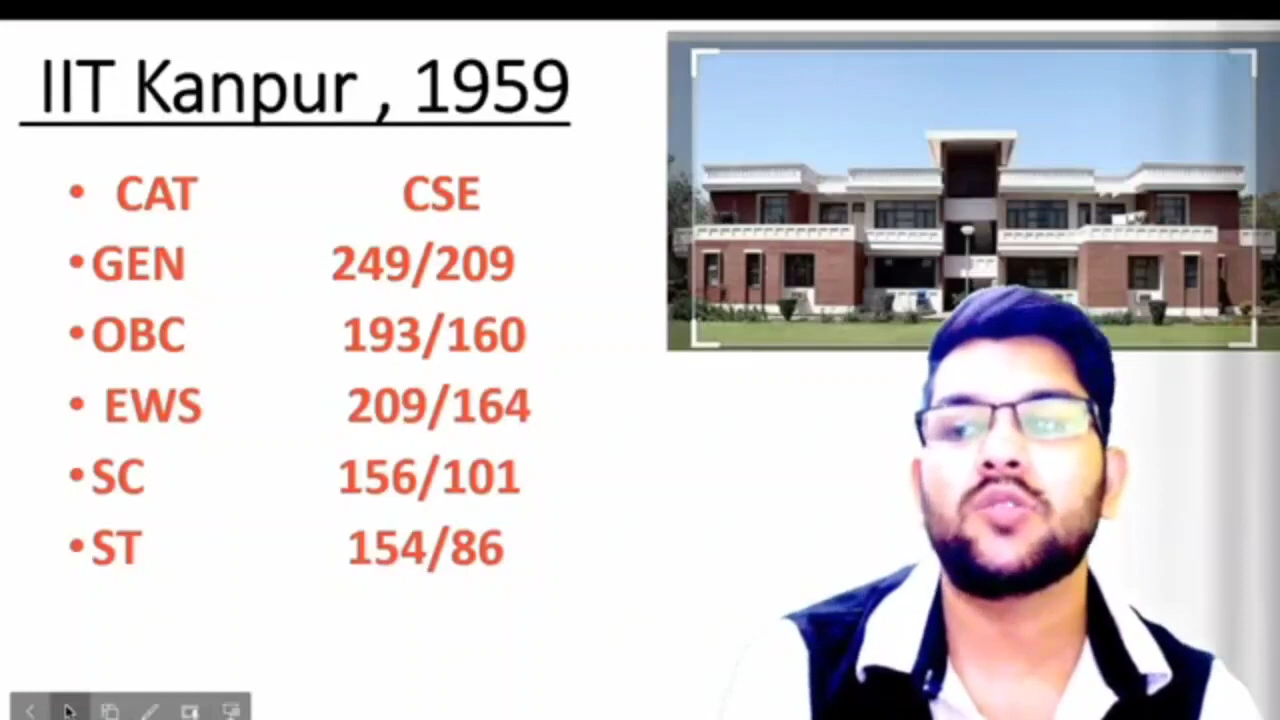 IIT Kanpur , 1959
• CAT CSE
•GEN 249/209
•OBC 193/160
• EWS 209/164
•SC 156/101
•ST 154/86